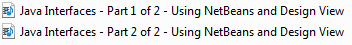 Java Interfaces - Part 1 of 2 - Using NetBeans and Design View
Java Interfaces - Part 2 of 2 - Using NetBeans and Design View